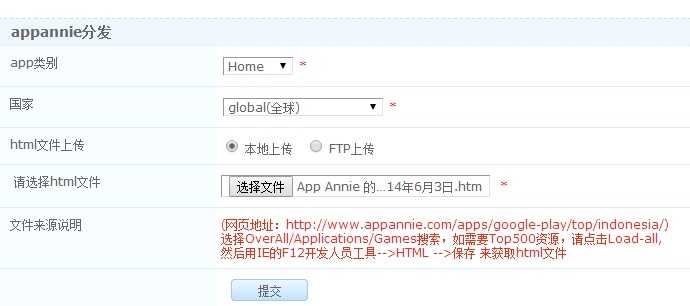 appannie分发
app类别 Home *
国家 global(全球) *
html文件上传 本地上传 FTP上传
请选择html文件 选择文件 App Annie 的...14年6月3日.htm *
文件来源说明 (网页地址：http://www.appannie.com/apps/google-play/top/indonesia/)
选择OverAll/Applications/Games搜索，如需要Top500资源，请点击Load-all,
然后用IE的F12开发人员工具-->HTML -->保存 来获取html文件
提交